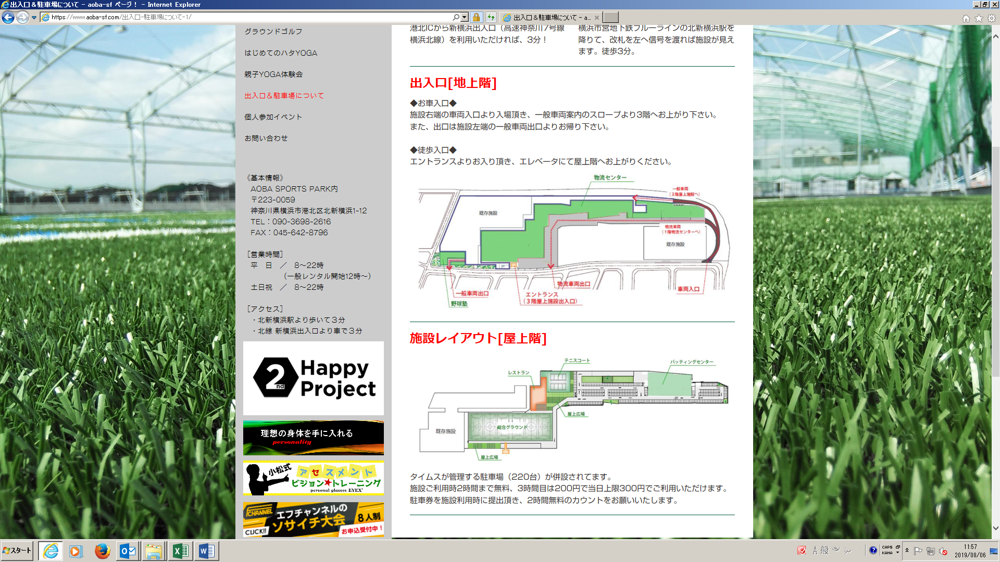 出入口＆駐車場について - aoba-sf ページ！ - Internet Explorer
https://www.aoba-sf.com/出入口-駐車場について-1/
出入口＆駐車場について - a...
グラウンドゴルフ
はじめてのハタYOGA
親子YOGA体験会
出入口＆駐車場について
個人参加イベント
お問い合わせ
《基本情報》
AOBA SPORTS PARK内
〒223-0059
神奈川県横浜市港北区北新横浜1-12
TEL：090-3698-2616
FAX：045-642-8796
［営業時間］
平　日　／　8～22時
（一般レンタル開始12時～）
土日祝　／　8～22時
［アクセス］
・北新横浜駅より歩いて３分
・北線 新横浜出入口より車で３分
2nd Happy Project
理想の身体を手に入れる
personality
小松式
アセスメント
ビジョン★トレーニング
personal glasses EYEX'
CHANNEL
エフチャンネルの
ソサイチ大会
8人制
CLICK!!
お申込受付中！
港北ICから新横浜出入口（高速神奈川7号線
横浜北線）を利用いただければ、3分！
横浜市営地下鉄ブルーラインの北新横浜駅を
降りて、改札を左へ信号を渡れば施設が見え
ます。徒歩3分。
出入口[地上階]
◆お車入口◆
施設右端の車両入口より入場頂き、一般車両案内のスロープより3階へお上がり下さい。
また、出口は施設左端の一般車両出口よりお帰り下さい。
◆徒歩入口◆
エントランスよりお入り頂き、エレベータにて屋上階へお上がりください。
物流センター
一般車両
（３階屋上施設へ）
既存施設
物流車両
（１階物流センターへ）
既存施設
物流車両出口
車両入口
一般車両出口
エントランス
（３階屋上施設出入口）
野球塾
施設レイアウト[屋上階]
テニスコート
バッティングセンター
レストラン
屋上広場
総合グラウンド
既存施設
屋上広場
タイムスが管理する駐車場（220台）が併設されてます。
施設ご利用時2時間まで無料、3時間目は200円で当日上限300円でご利用いただけます。
駐車券を施設利用時に提出頂き、2時間無料のカウントをお願いいたします。
スタート
A 般
CAPS
KANA
11:57
2019/08/06